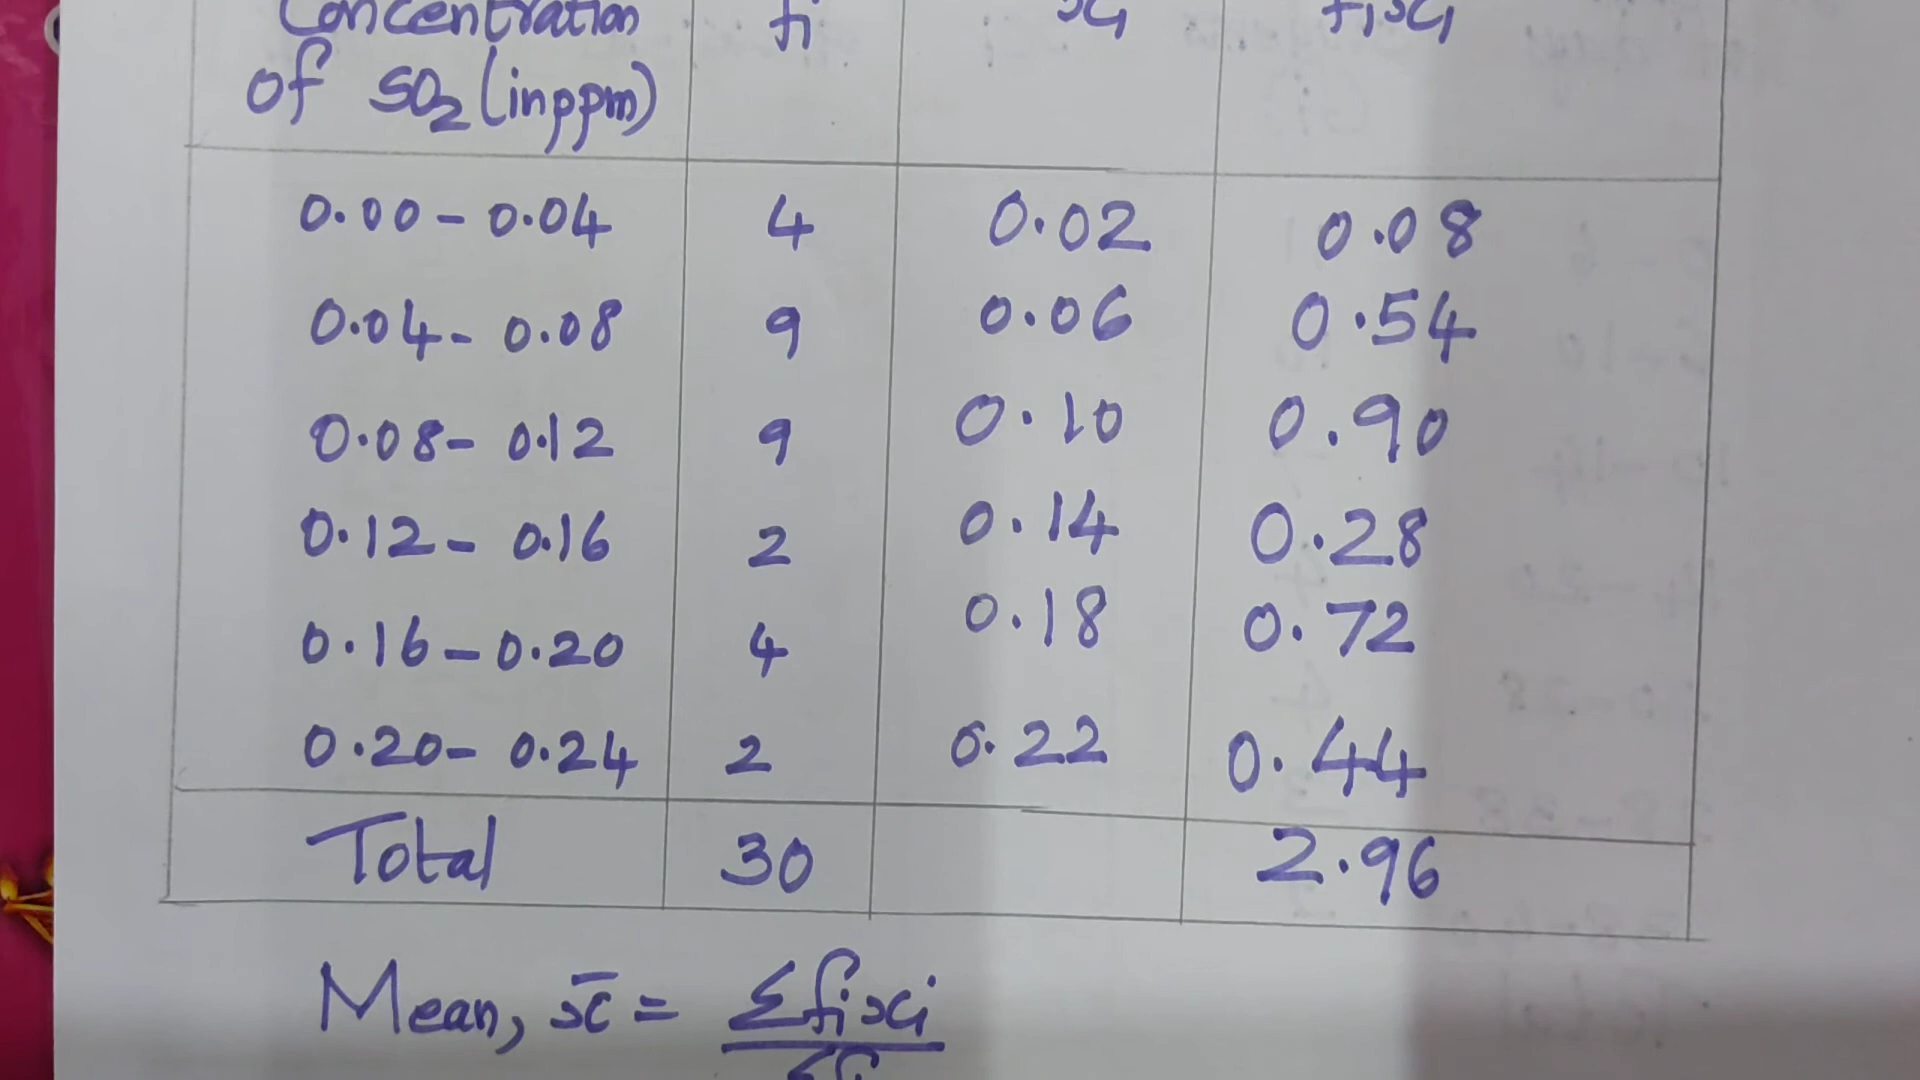 Concentration fi xi fixi
of SO2 (in ppm)
0.00 - 0.04 4 0.02 0.08
0.04 - 0.08 9 0.06 0.54
0.08 - 0.12 9 0.10 0.90
0.12 - 0.16 2 0.14 0.28
0.16 - 0.20 4 0.18 0.72
0.20 - 0.24 2 0.22 0.44
Total 30 2.96
Mean, x̄ = Σfixi
Σf